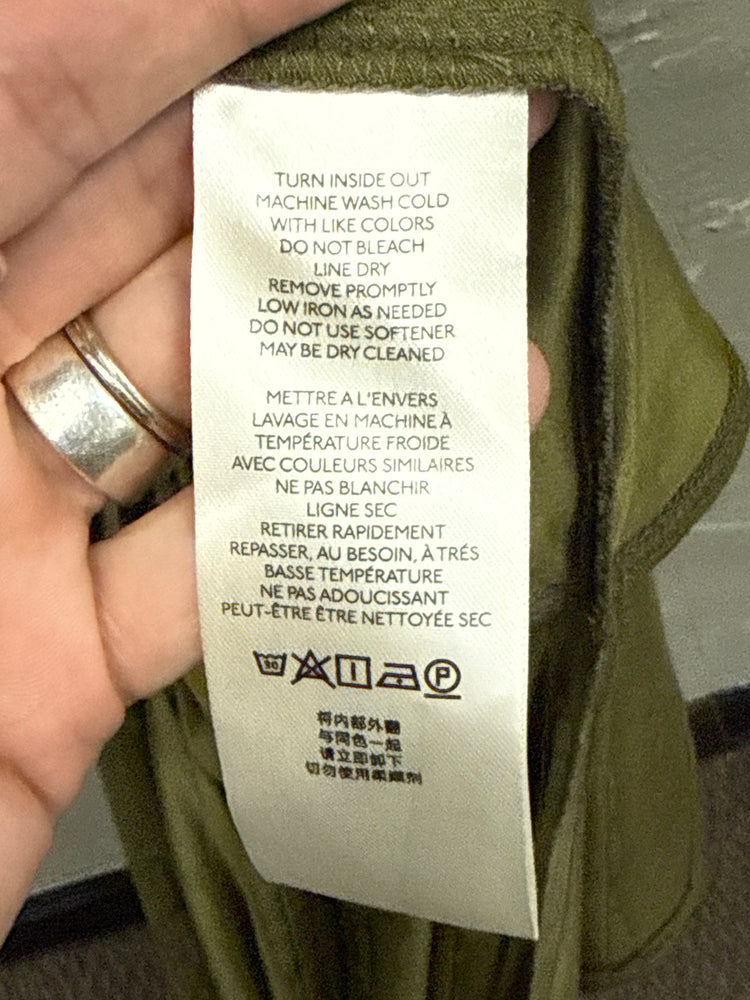 TURN INSIDE OUT
MACHINE WASH COLD
WITH LIKE COLORS
DO NOT BLEACH
LINE DRY
REMOVE PROMPTLY
LOW IRON AS NEEDED
DO NOT USE SOFTENER
MAY BE DRY CLEANED
METTRE A L'ENVERS
LAVAGE EN MACHINE À
TEMPÉRATURE FROIDE
AVEC COULEURS SIMILAIRES
NE PAS BLANCHIR
LIGNE SEC
RETIRER RAPIDEMENT
REPASSER, AU BESOIN, À TRÉS
BASSE TEMPÉRATURE
NE PAS ADOUCISSANT
PEUT-ÊTRE ÊTRE NETTOYÉE SEC
30 P
将内部外翻
与同色一起
请立即卸下
切勿使用柔顺剂